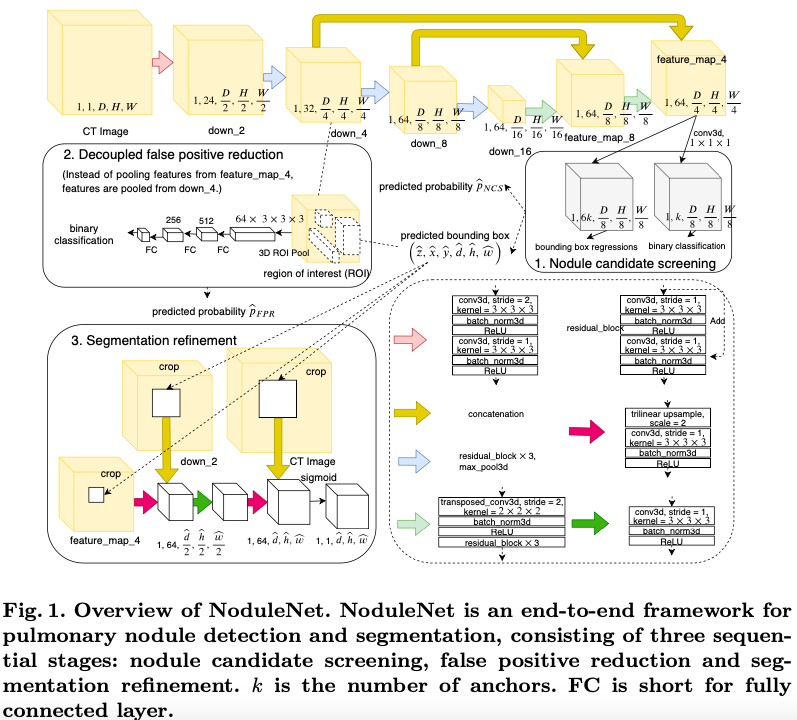 1, 1, D, H, W
CT Image
1, 24, D/2, H/2, W/2
down_2
1, 32, D/4, H/4, W/4
down_4
1, 64, D/8, H/8, W/8
down_8
1, 64, D/16, H/16, W/16
down_16
1, 64, D/8, H/8, W/8
feature_map_8
feature_map_4
1, 64, D/4, H/4, W/4
conv3d,
1 × 1 × 1
2. Decoupled false positive reduction
(Instead of pooling features from feature_map_4,
features are pooled from down_4.)
binary
classification
256
512
64 × 3 × 3 × 3
FC
FC
FC
3D ROI Pool
region of interest (ROI)
predicted probability p̂_NCS
predicted bounding box
(ẑ, x̂, ŷ, d̂, ĥ, ŵ)
1, 6k, D/8, H/8, W/8
1, k, D/8, H/8, W/8
bounding box regressions
binary classification
1. Nodule candidate screening
predicted probability p̂_FPR
3. Segmentation refinement
crop
crop
crop
down_2
CT Image
sigmoid
feature_map_4
1, 64, d̂/2, ĥ/2, ŵ/2
1, 64, d̂, ĥ, ŵ
1, 1, d̂, ĥ, ŵ
conv3d, stride = 2,
kernel = 3 × 3 × 3
batch_norm3d
ReLU
conv3d, stride = 1,
kernel = 3 × 3 × 3
batch_norm3d
ReLU
residual_block
conv3d, stride = 1,
kernel = 3 × 3 × 3
batch_norm3d
ReLU
conv3d, stride = 1,
kernel = 3 × 3 × 3
batch_norm3d
ReLU
Add
concatenation
trilinear upsample,
scale = 2
conv3d, stride = 1,
kernel = 3 × 3 × 3
batch_norm3d
ReLU
residual_block × 3,
max_pool3d
transposed_conv3d, stride = 2,
kernel = 2 × 2 × 2
batch_norm3d
ReLU
residual_block × 3
conv3d, stride = 1,
kernel = 3 × 3 × 3
batch_norm3d
ReLU
Fig. 1. Overview of NoduleNet. NoduleNet is an end-to-end framework for
pulmonary nodule detection and segmentation, consisting of three sequen-
tial stages: nodule candidate screening, false positive reduction and seg-
mentation refinement. k is the number of anchors. FC is short for fully
connected layer.